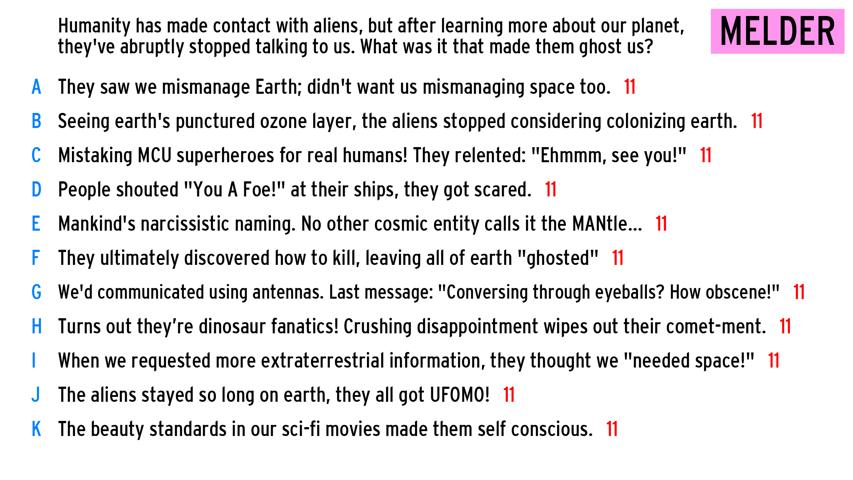 Humanity has made contact with aliens, but after learning more about our planet,
they've abruptly stopped talking to us. What was it that made them ghost us?
MELDER
A They saw we mismanage Earth; didn't want us mismanaging space too. 11
B Seeing earth's punctured ozone layer, the aliens stopped considering colonizing earth. 11
C Mistaking MCU superheroes for real humans! They relented: "Ehmmm, see you!" 11
D People shouted "You A Foe!" at their ships, they got scared. 11
E Mankind's narcissistic naming. No other cosmic entity calls it the MANtle... 11
F They ultimately discovered how to kill, leaving all of earth "ghosted" 11
G We'd communicated using antennas. Last message: "Conversing through eyeballs? How obscene!" 11
H Turns out they’re dinosaur fanatics! Crushing disappointment wipes out their comet-ment. 11
I When we requested more extraterrestrial information, they thought we "needed space!" 11
J The aliens stayed so long on earth, they all got UFOMO! 11
K The beauty standards in our sci-fi movies made them self conscious. 11